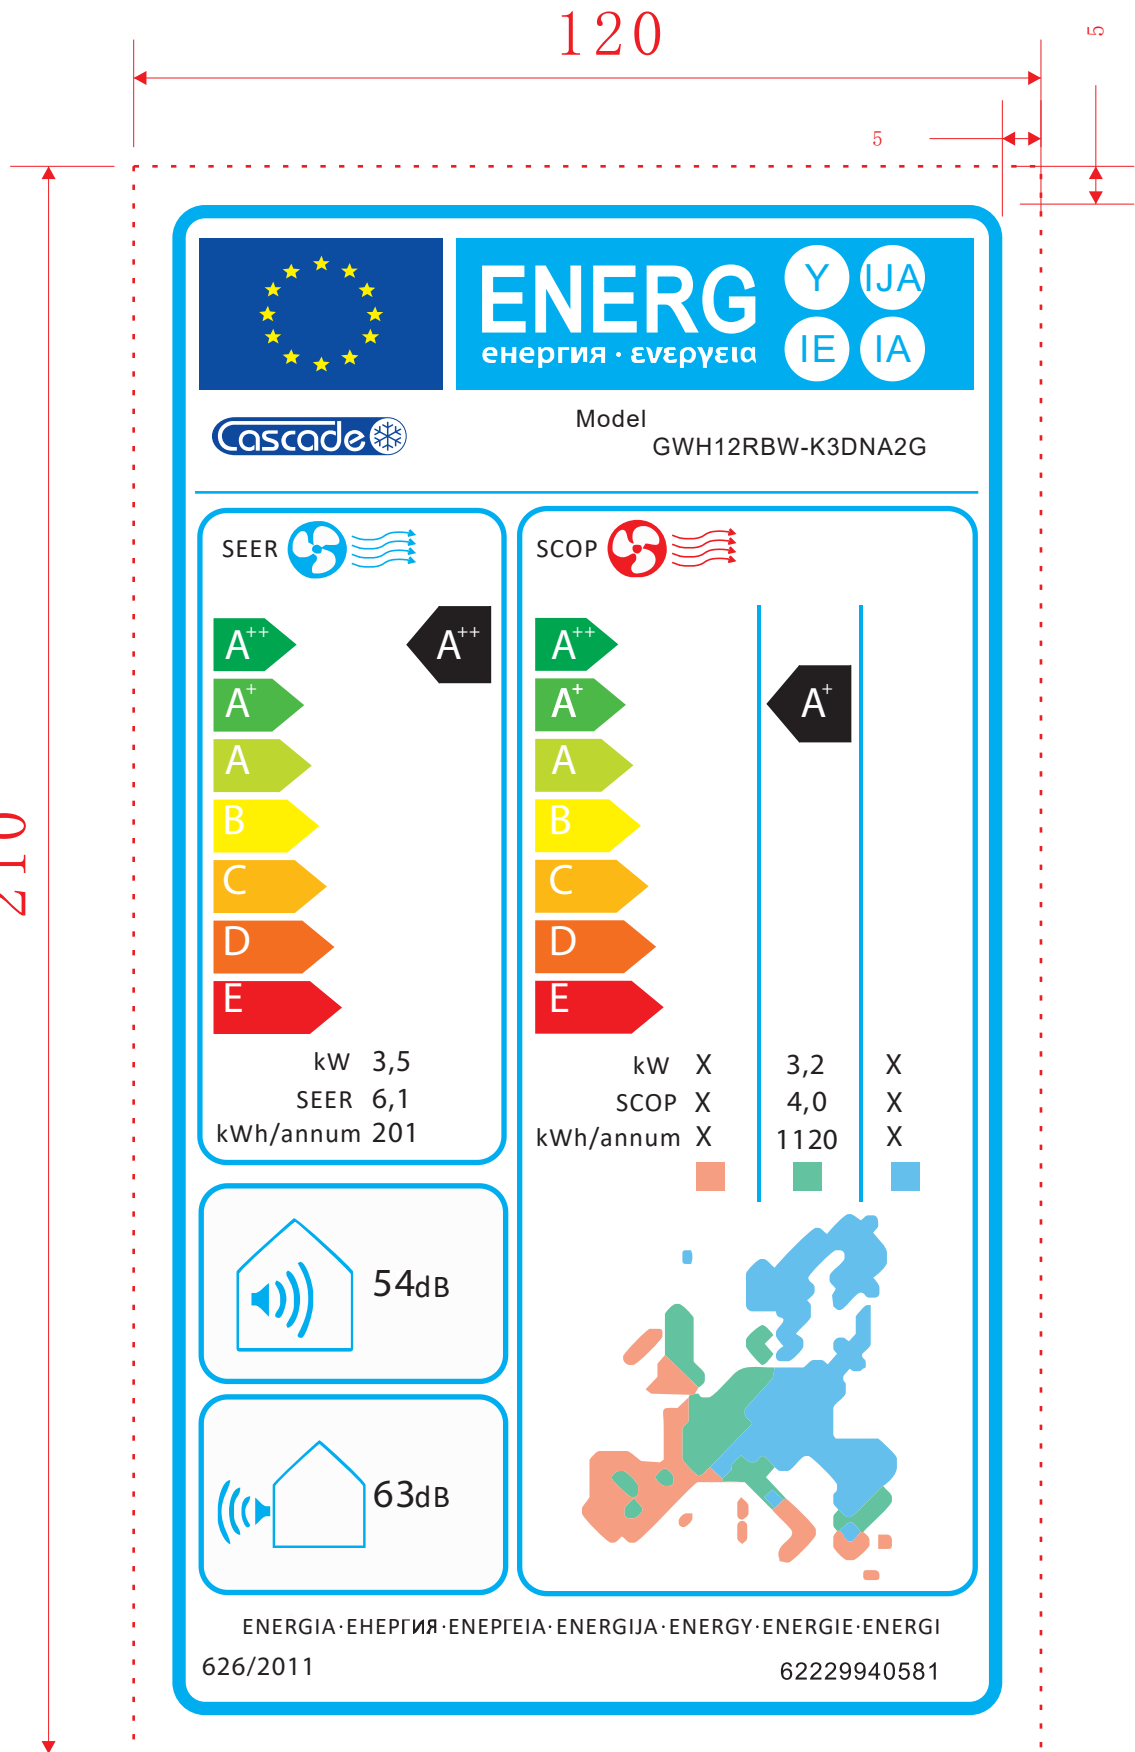 120
5
5
210
ENERG
енергия · ενεργεια
Y
IJA
IE
IA
Cascade
Model
GWH12RBW-K3DNA2G
SEER
A++
A++
A+
A
B
C
D
E
kW 3,5
SEER 6,1
kWh/annum 201
SCOP
A++
A+
A+
A
B
C
D
E
kW X 3,2 X
SCOP X 4,0 X
kWh/annum X 1120 X
54dB
63dB
ENERGIA·ЕНЕРГИЯ·ΕΝΕΡΓΕΙΑ·ENERGIJA·ENERGY·ENERGIE·ENERGI
626/2011
62229940581